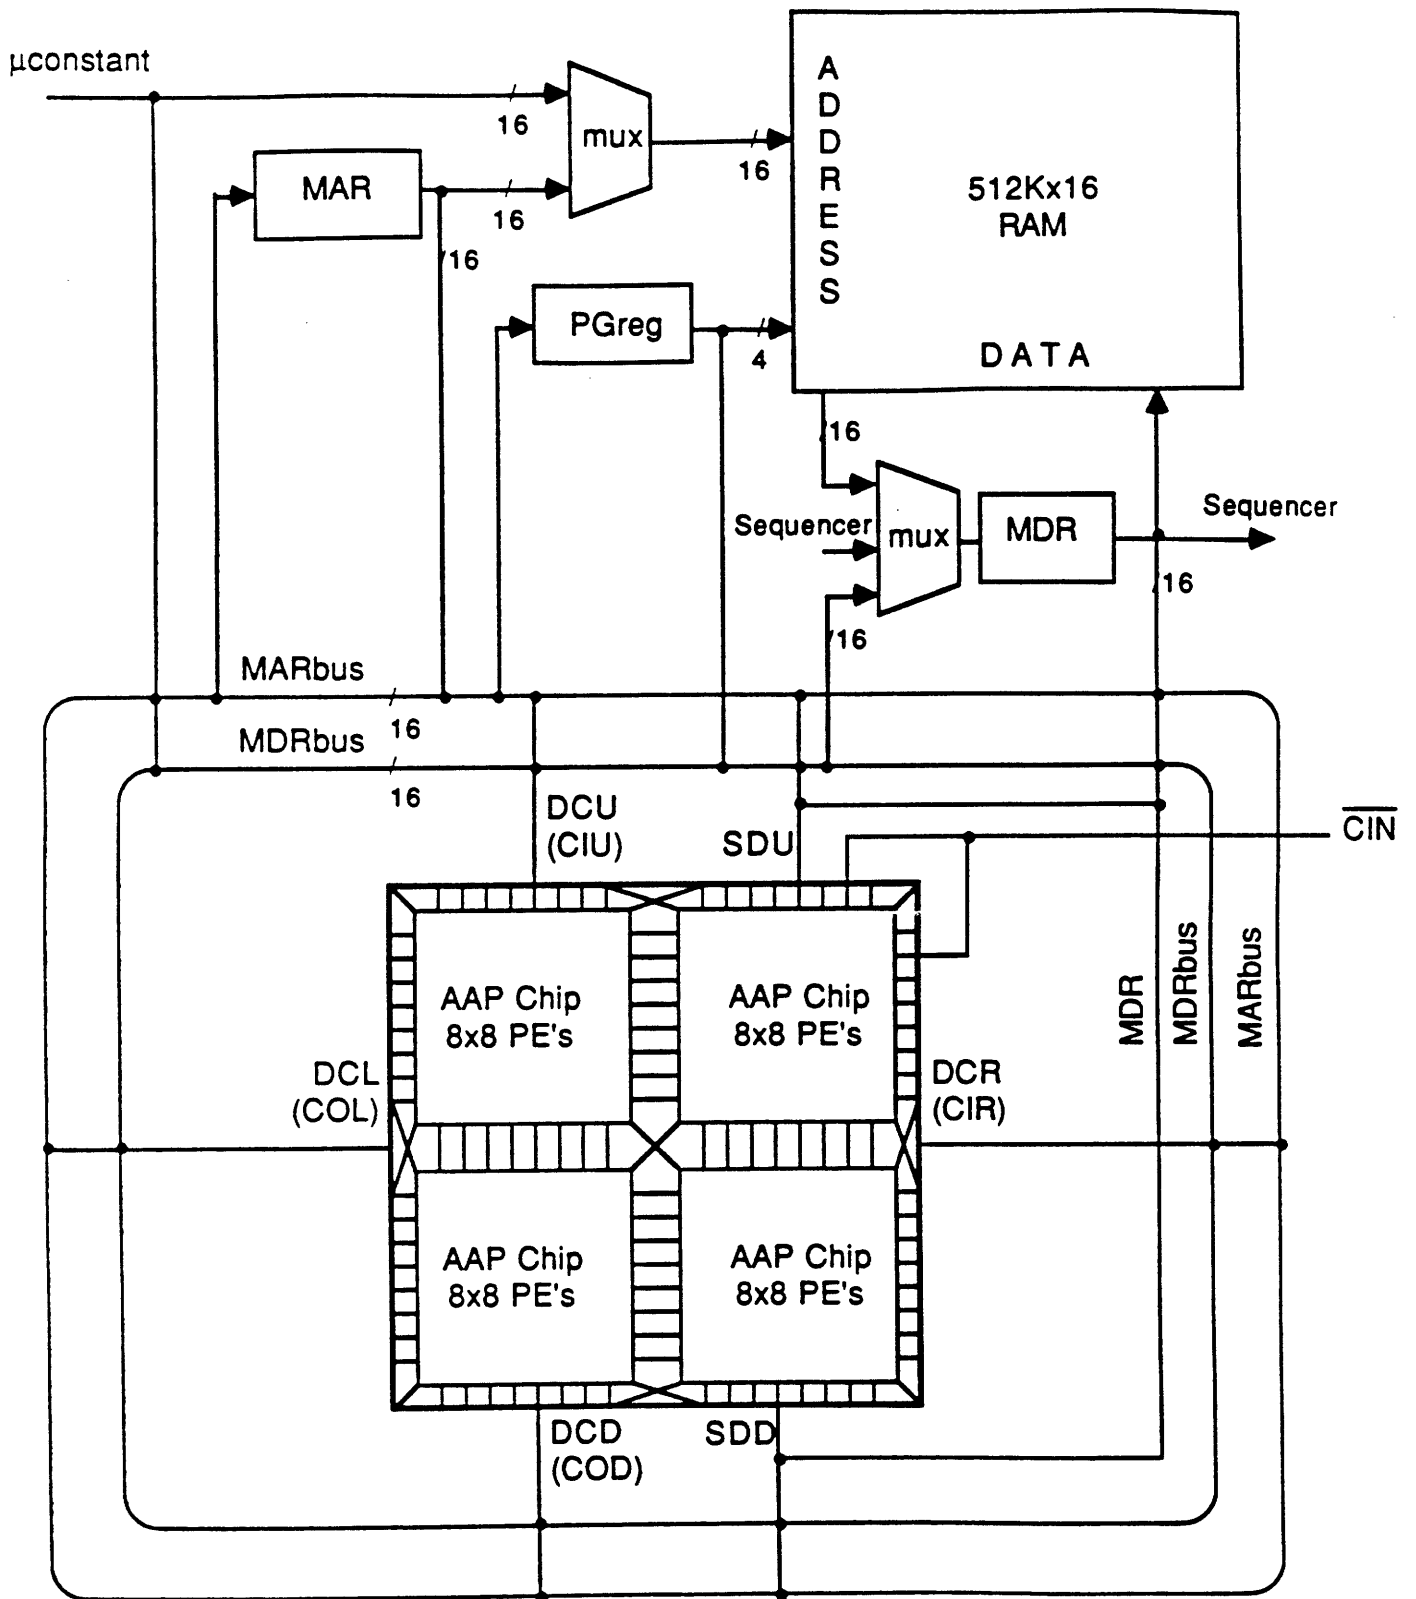 μconstant
16
mux
16
ADDRESS
512Kx16
RAM
MAR
16
/16
PGreg
4
DATA
/16
Sequencer
mux
MDR
Sequencer
/16
/16
MARbus
16
MDRbus
16
DCU
(CIU)
SDU
CIN
AAP Chip
8x8 PE's
AAP Chip
8x8 PE's
MDR
MDRbus
MARbus
DCL
(COL)
DCR
(CIR)
AAP Chip
8x8 PE's
AAP Chip
8x8 PE's
DCD
(COD)
SDD